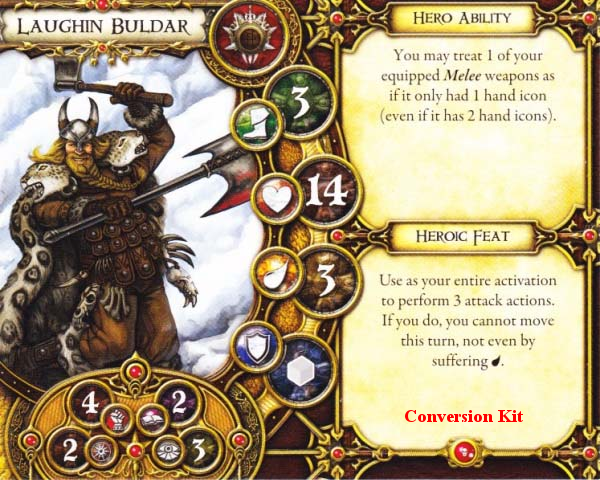 Laughin Buldar
3
14
3
4
2
2
3
Hero Ability
You may treat 1 of your
equipped Melee weapons as
if it only had 1 hand icon
(even if it has 2 hand icons).
Heroic Feat
Use as your entire activation
to perform 3 attack actions.
If you do, you cannot move
this turn, not even by
suffering .
Conversion Kit